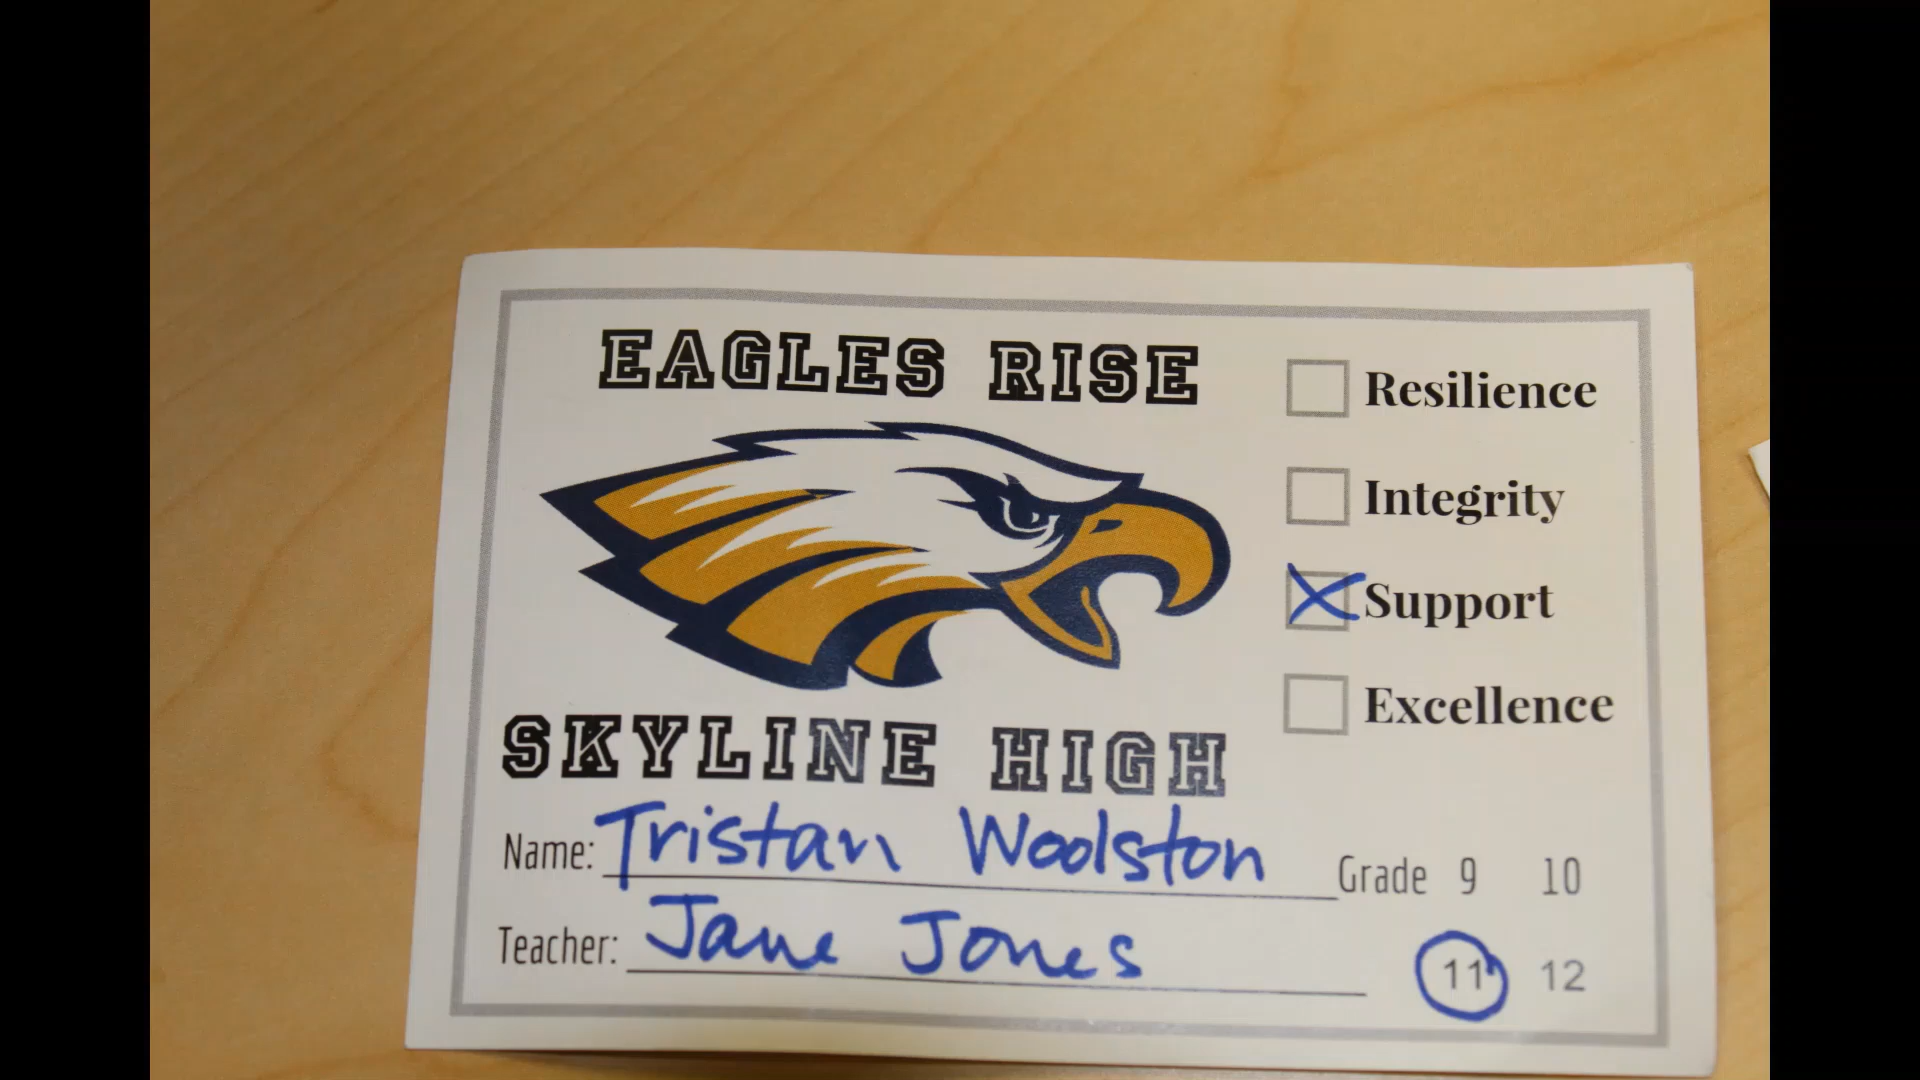 EAGLES RISE
Resilience
Integrity
Support
Excellence
SKYLINE HIGH
Name: Tristan Woolston Grade 9 10
Teacher: Jane Jones 11 12